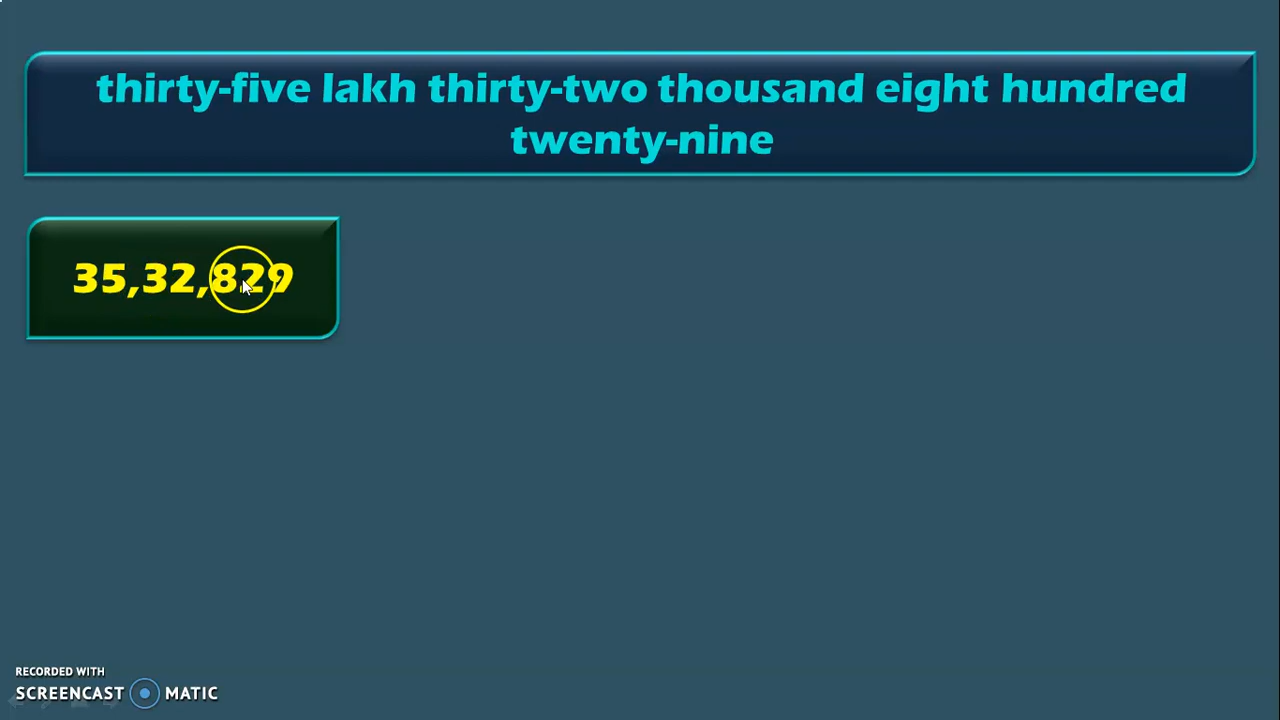 thirty-five lakh thirty-two thousand eight hundred
twenty-nine
35,32,829
RECORDED WITH
SCREENCAST MATIC